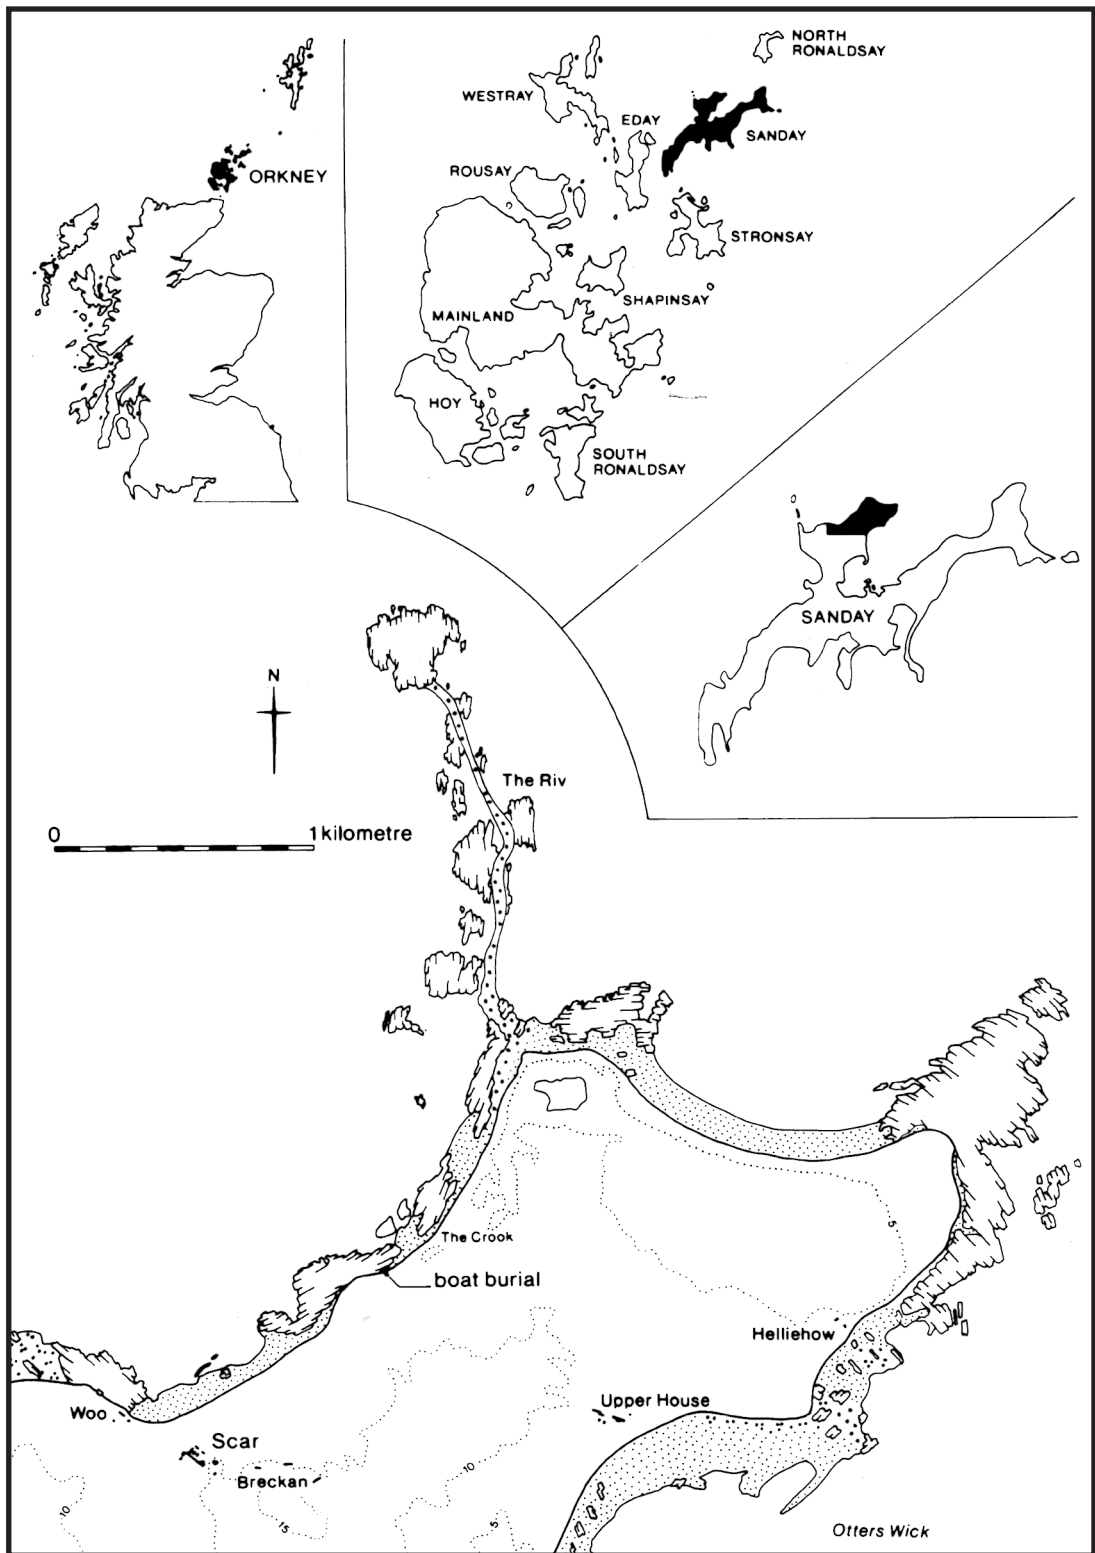 ORKNEY
NORTH
RONALDSAY
WESTRAY
EDAY
SANDAY
ROUSAY
STRONSAY
SHAPINSAY
MAINLAND
HOY
SOUTH
RONALDSAY
SANDAY
N
0
1 kilometre
The Riv
The Crook
boat burial
5
Helliehow
Upper House
Woo
Scar
Breckan
10
15
10
5
Otters Wick